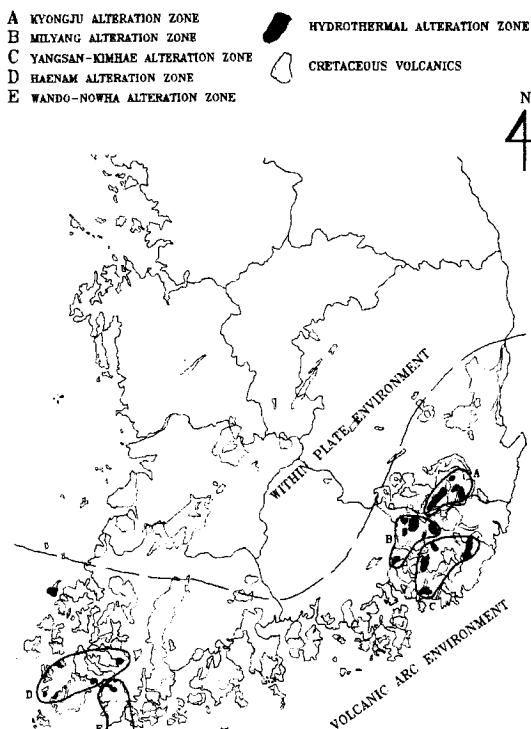 A KYONGJU ALTERATION ZONE
B MILYANG ALTERATION ZONE
C YANGSAN-KIMHAE ALTERATION ZONE
D HAENAM ALTERATION ZONE
E WANDO-NOWHA ALTERATION ZONE
HYDROTHERMAL ALTERATION ZONE
CRETACEOUS VOLCANICS
N
WITHIN PLATE ENVIRONMENT
A
B
C
VOLCANIC ARC ENVIRONMENT
D
E